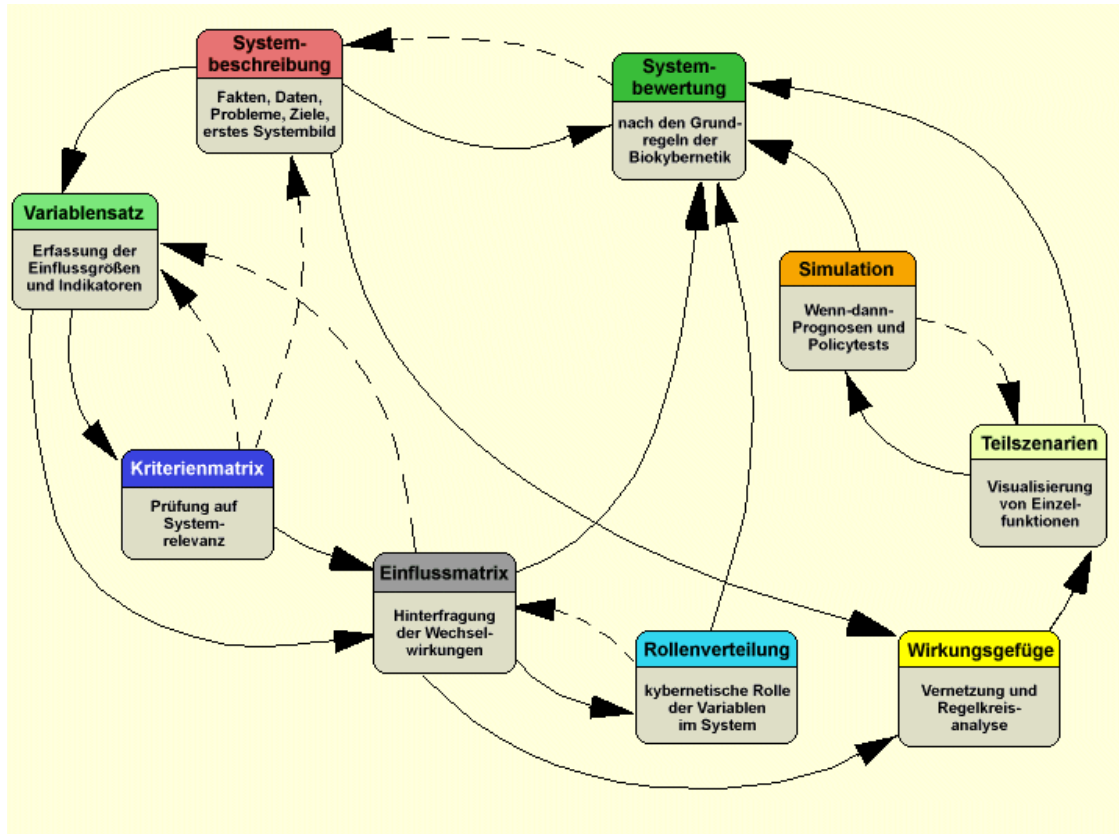 System-
beschreibung
Fakten, Daten,
Probleme, Ziele,
erstes Systembild
System-
bewertung
nach den Grund-
regeln der
Biokybernetik
Variablensatz
Erfassung der
Einflussgrößen
und Indikatoren
Simulation
Wenn-dann-
Prognosen und
Policytests
Kriterienmatrix
Prüfung auf
System-
relevanz
Teilszenarien
Visualisierung
von Einzel-
funktionen
Einflussmatrix
Hinterfragung
der Wechsel-
wirkungen
Rollenverteilung
kybernetische Rolle
der Variablen
im System
Wirkungsgefüge
Vernetzung und
Regelkreis-
analyse